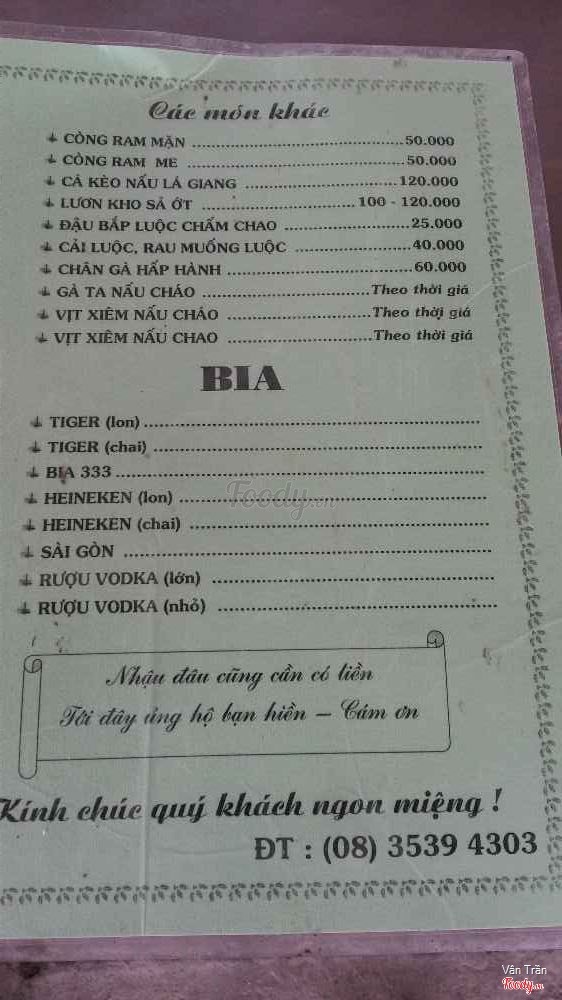 Các món khác
CÒNG RAM MẶN ..........50.000
CÒNG RAM ME ..........50.000
CÁ KÈO NẤU LÁ GIANG ..........120.000
LƯƠN KHO SẢ ỚT ..........100 - 120.000
ĐẬU BẮP LUỘC CHẤM CHAO ..........25.000
CẢI LUỘC, RAU MUỐNG LUỘC ..........40.000
CHÂN GÀ HẤP HÀNH ..........60.000
GÀ TA NẤU CHÁO ..........Theo thời giá
VỊT XIÊM NẤU CHÁO ..........Theo thời giá
VỊT XIÊM NẤU CHAO ..........Theo thời giá
BIA
TIGER (lon) ..........
TIGER (chai) ..........
BIA 333 ..........
HEINEKEN (lon) ..........
Foody.vn
HEINEKEN (chai) ..........
SÀI GÒN ..........
RƯỢU VODKA (lớn) ..........
RƯỢU VODKA (nhỏ) ..........
Nhậu đâu cũng cần có liền
Tới đây ủng hộ bạn hiền – Cám ơn
Kính chúc quý khách ngon miệng !
ĐT : (08) 3539 4303
Vân Trần
Foody.vn